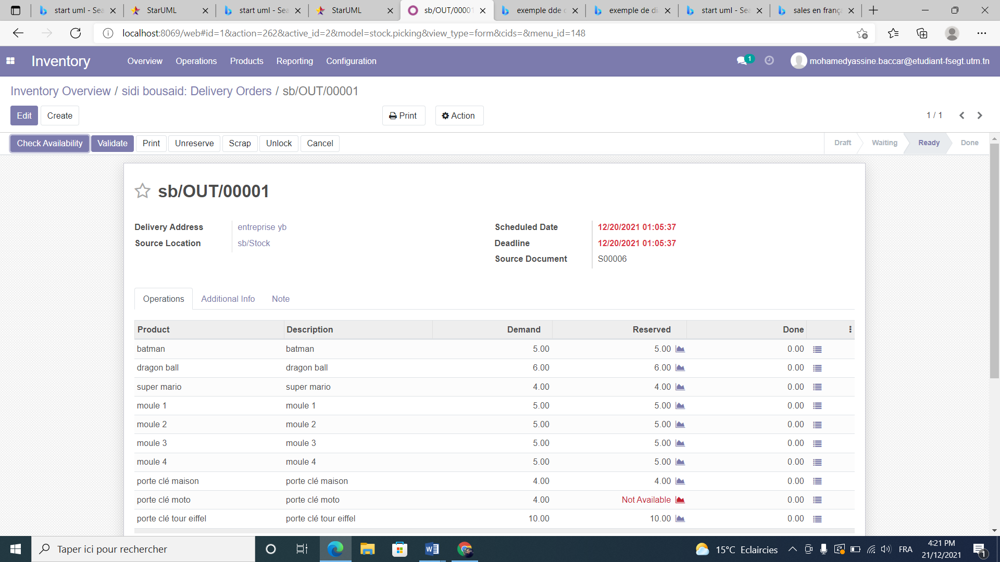 start uml - Sea
StarUML
start uml - Sea
StarUML
sb/OUT/00001
exemple dde c
exemple de di
start uml - Sea
sales en frança
localhost:8069/web#id=1&action=262&active_id=2&model=stock.picking&view_type=form&cids=&menu_id=148
Inventory Overview Operations Products Reporting Configuration 1 mohamedyassine.baccar@etudiant-fsegt.utm.tn
Inventory Overview / sidi bousaid: Delivery Orders / sb/OUT/00001
Edit Create Print Action 1 / 1
Check Availability Validate Print Unreserve Scrap Unlock Cancel Draft Waiting Ready Done
sb/OUT/00001
Delivery Address entreprise yb
Source Location sb/Stock
Scheduled Date 12/20/2021 01:05:37
Deadline 12/20/2021 01:05:37
Source Document S00006
Operations Additional Info Note
Product Description Demand Reserved Done
batman batman 5.00 5.00 0.00
dragon ball dragon ball 6.00 6.00 0.00
super mario super mario 4.00 4.00 0.00
moule 1 moule 1 5.00 5.00 0.00
moule 2 moule 2 5.00 5.00 0.00
moule 3 moule 3 5.00 5.00 0.00
moule 4 moule 4 5.00 5.00 0.00
porte clé maison porte clé maison 4.00 4.00 0.00
porte clé moto porte clé moto 4.00 Not Available 0.00
porte clé tour eiffel porte clé tour eiffel 10.00 10.00 0.00
Taper ici pour rechercher
15°C Eclaircies
FRA
4:21 PM
21/12/2021
1